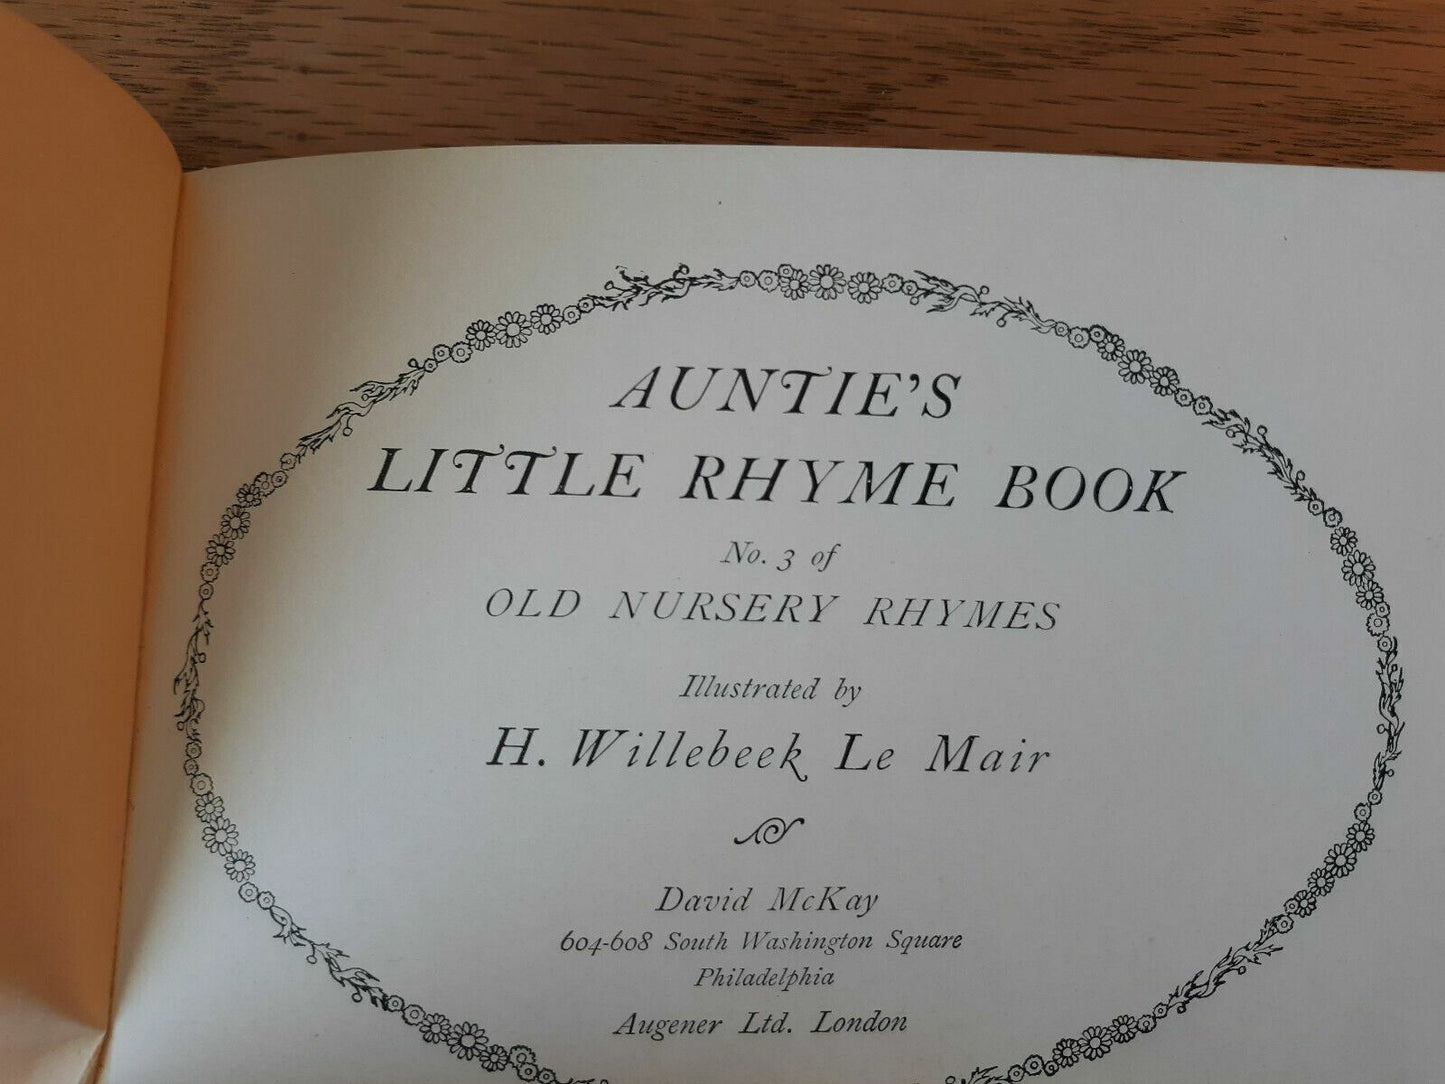 AUNTIE'S
LITTLE RHYME BOOK
No. 3 of
OLD NURSERY RHYMES
Illustrated by
H. Willebeek Le Mair
David McKay
604-608 South Washington Square
Philadelphia
Augener Ltd. London